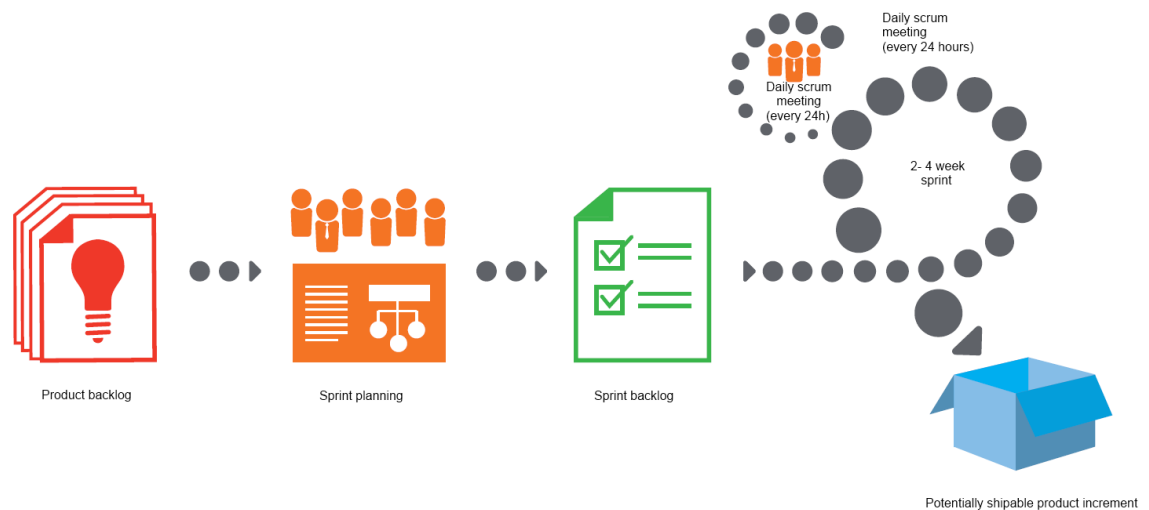 Daily scrum
meeting
(every 24 hours)
Daily scrum
meeting
(every 24h)
2- 4 week
sprint
Product backlog
Sprint planning
Sprint backlog
Potentially shipable product increment